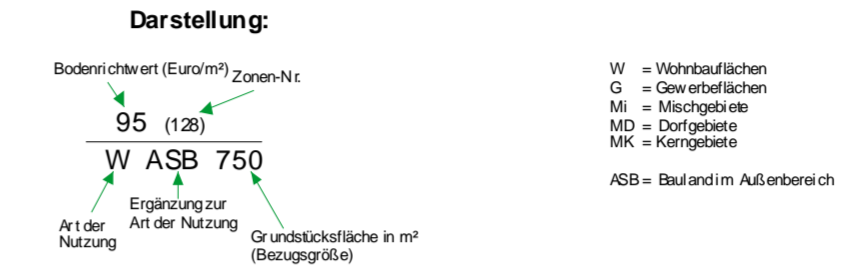 Darstellung:
Bodenrichtwert (Euro/m²) Zonen-Nr.
95 (128)
W ASB 750
Art der
Nutzung
Ergänzung zur
Art der Nutzung
Grundstücksfläche in m²
(Bezugsgröße)
W = Wohnbauflächen
G = Gewerbeflächen
Mi = Mischgebiete
MD = Dorfgebiete
MK = Kerngebiete
ASB = Bauland im Außenbereich